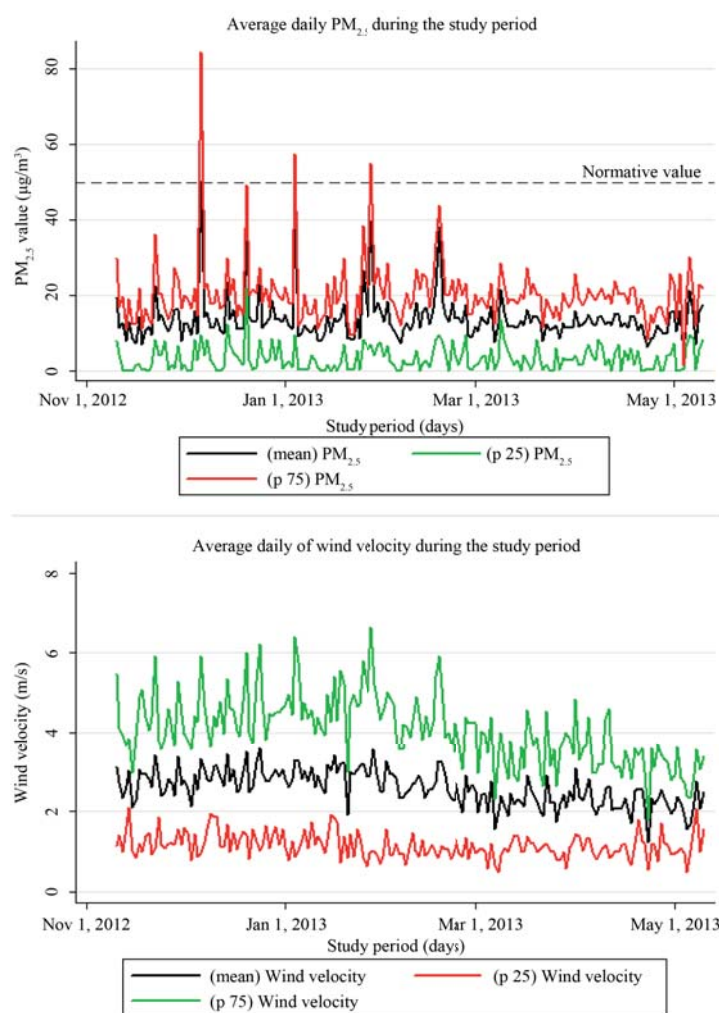 Average daily PM2.5 during the study period
80
60
40
20
0
PM2.5 value (µg/m³)
Normative value
Nov 1, 2012 Jan 1, 2013 Mar 1, 2013 May 1, 2013
Study period (days)
(mean) PM2.5 (p 25) PM2.5
(p 75) PM2.5
Average daily of wind velocity during the study period
8
6
4
2
0
Wind velocity (m/s)
Nov 1, 2012 Jan 1, 2013 Mar 1, 2013 May 1, 2013
Study period (days)
(mean) Wind velocity (p 25) Wind velocity
(p 75) Wind velocity